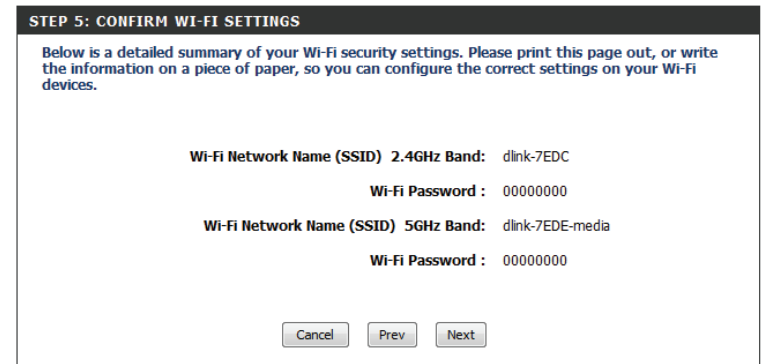 STEP 5: CONFIRM WI-FI SETTINGS
Below is a detailed summary of your Wi-Fi security settings. Please print this page out, or write
the information on a piece of paper, so you can configure the correct settings on your Wi-Fi
devices.
Wi-Fi Network Name (SSID) 2.4GHz Band: dlink-7EDC
Wi-Fi Password : 00000000
Wi-Fi Network Name (SSID) 5GHz Band: dlink-7EDE-media
Wi-Fi Password : 00000000
Cancel Prev Next